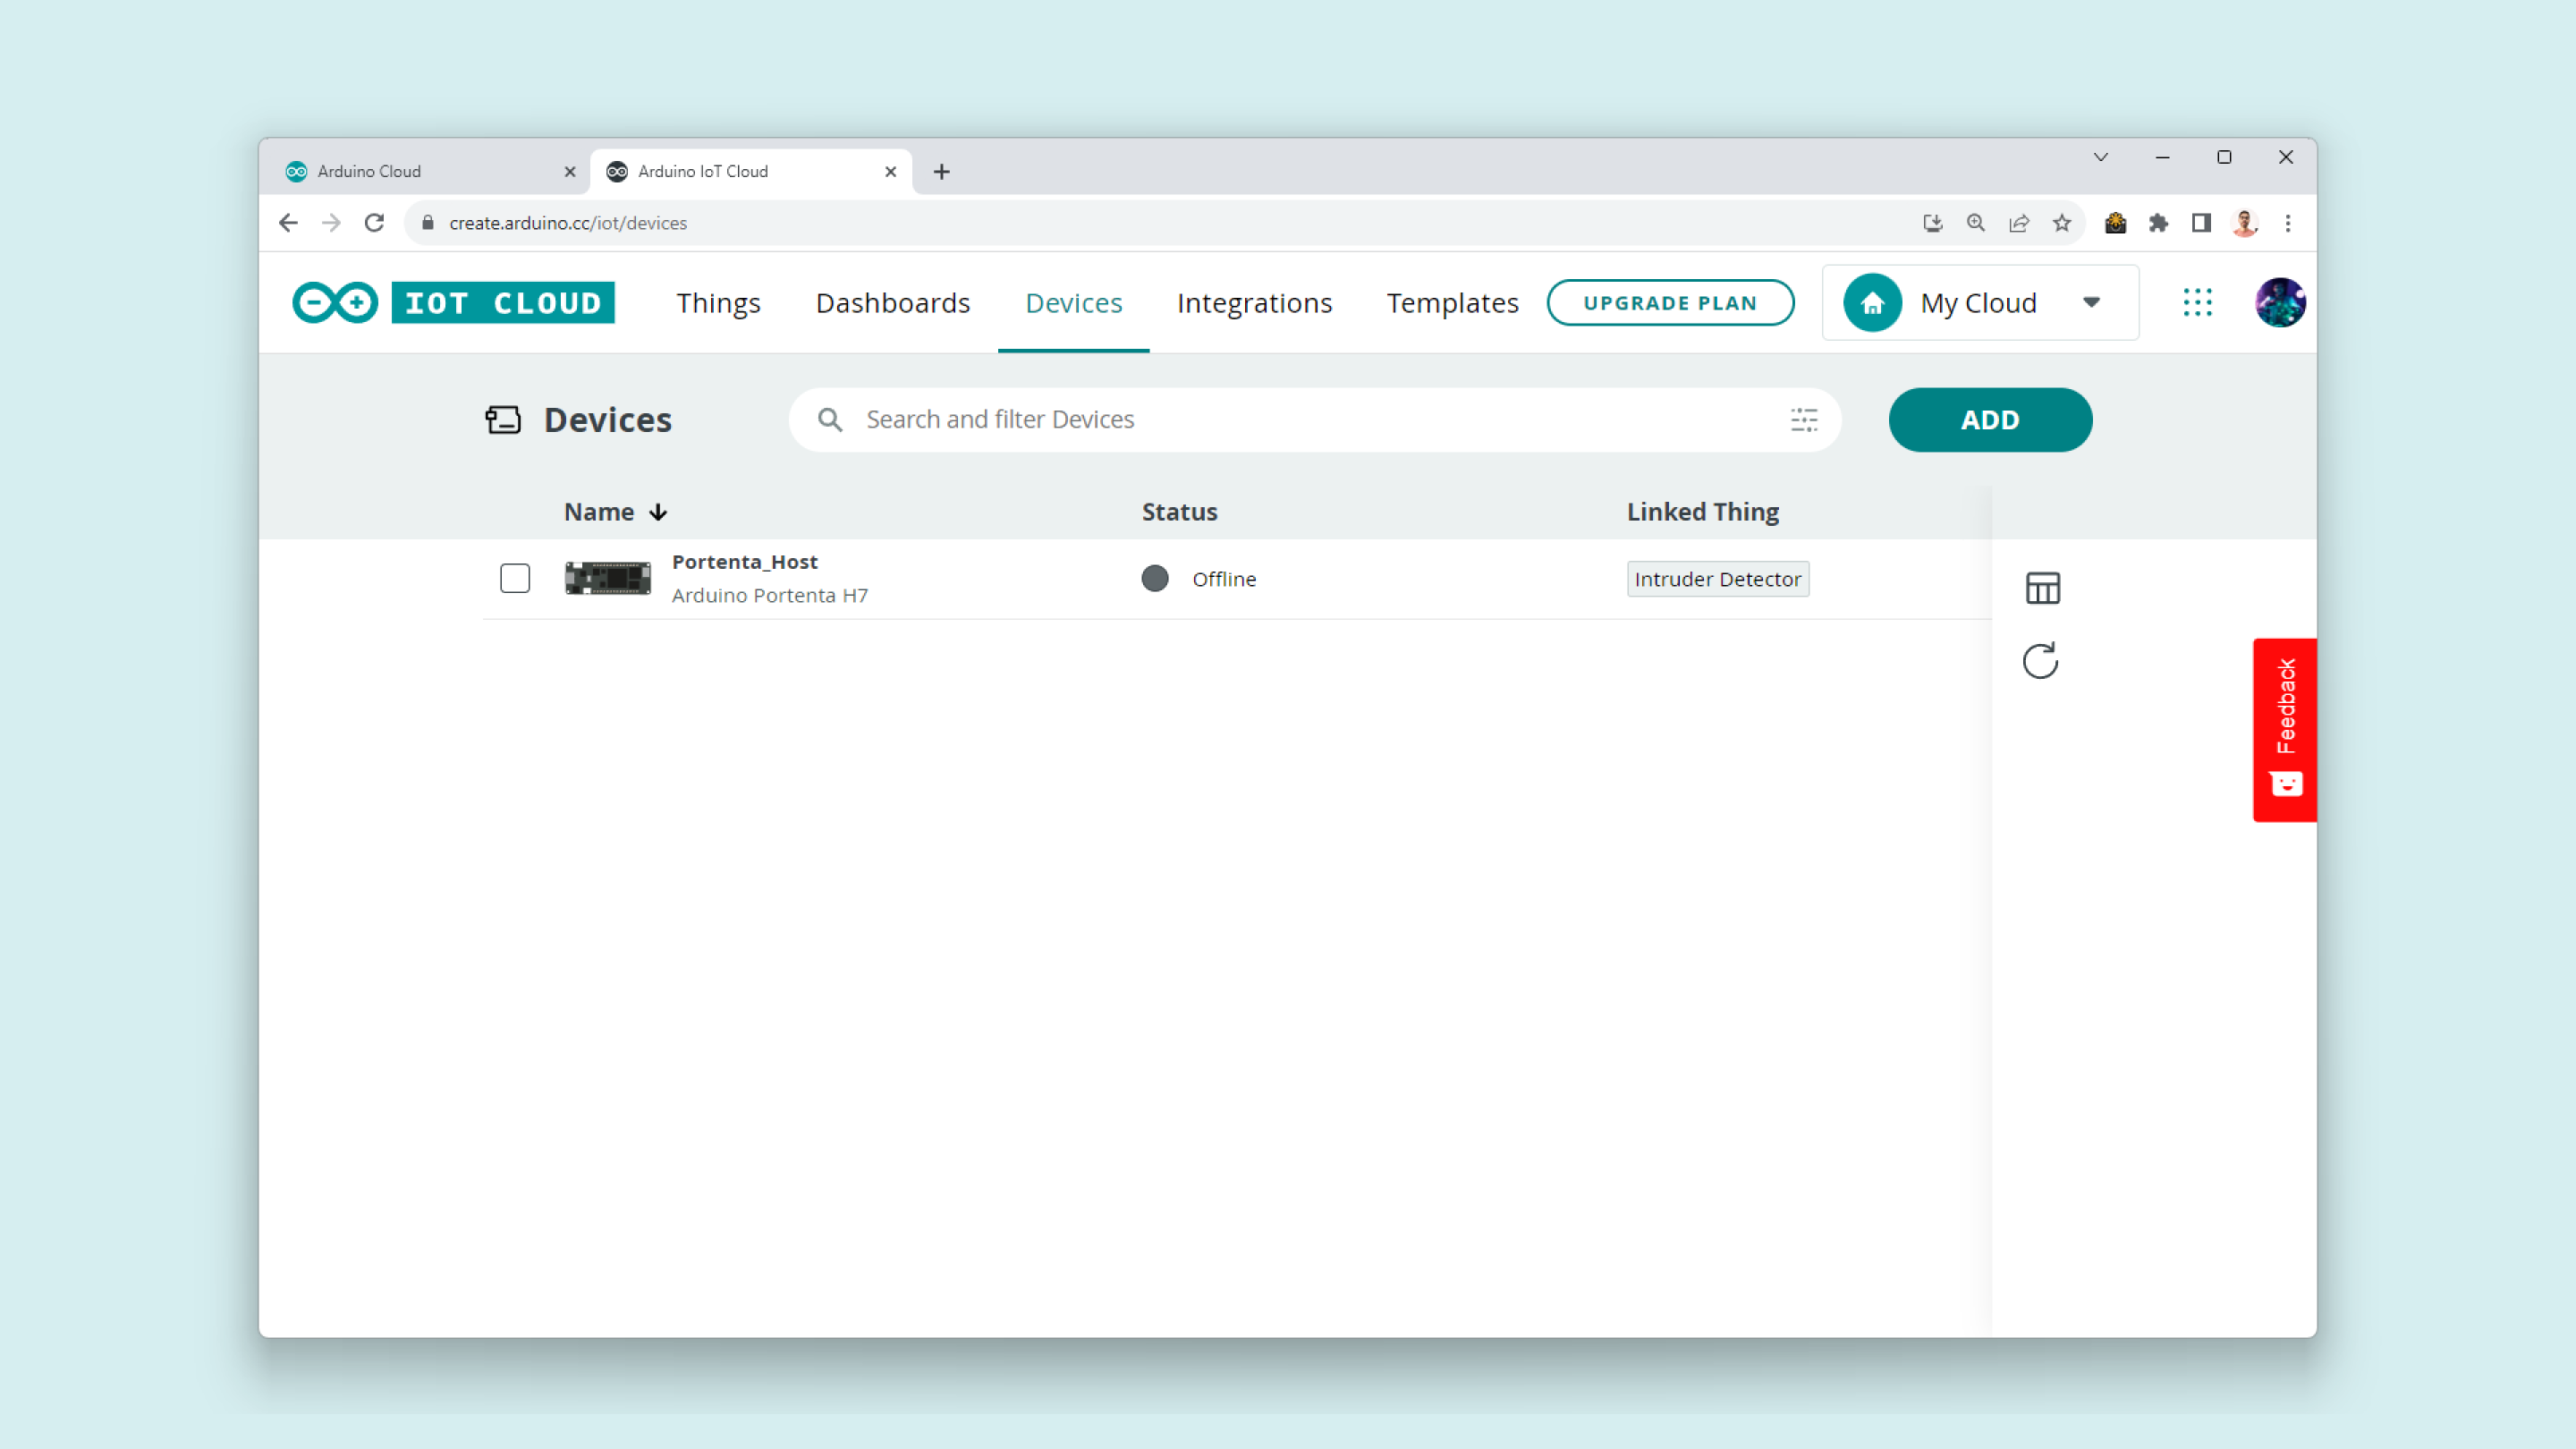 Arduino Cloud
Arduino IoT Cloud
create.arduino.cc/iot/devices
IOT CLOUD
Things
Dashboards
Devices
Integrations
Templates
UPGRADE PLAN
My Cloud
Devices
Search and filter Devices
ADD
Name
Status
Linked Thing
Portenta_Host
Arduino Portenta H7
Offline
Intruder Detector
Feedback